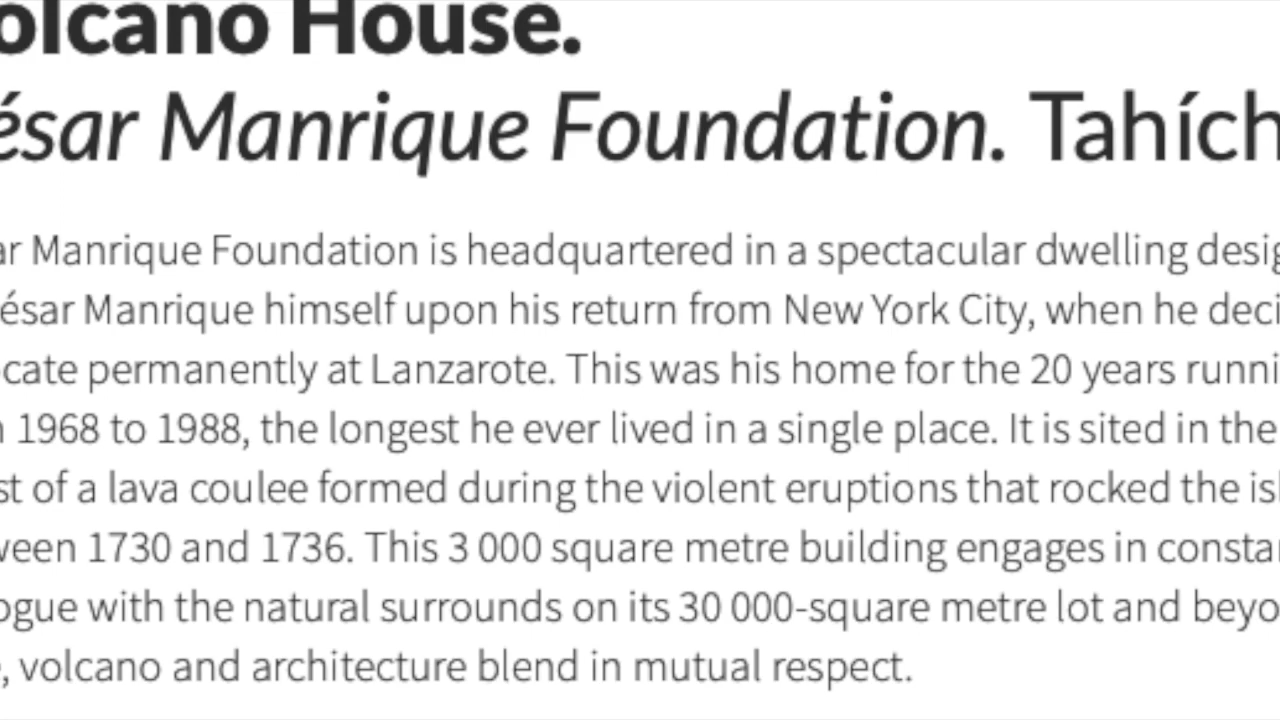 olcano House.
ésar Manrique Foundation. Tahích
ar Manrique Foundation is headquartered in a spectacular dwelling desig
ésar Manrique himself upon his return from New York City, when he deci
cate permanently at Lanzarote. This was his home for the 20 years runni
1968 to 1988, the longest he ever lived in a single place. It is sited in the
st of a lava coulee formed during the violent eruptions that rocked the isl
ween 1730 and 1736. This 3 000 square metre building engages in constan
ogue with the natural surrounds on its 30 000-square metre lot and beyo
, volcano and architecture blend in mutual respect.